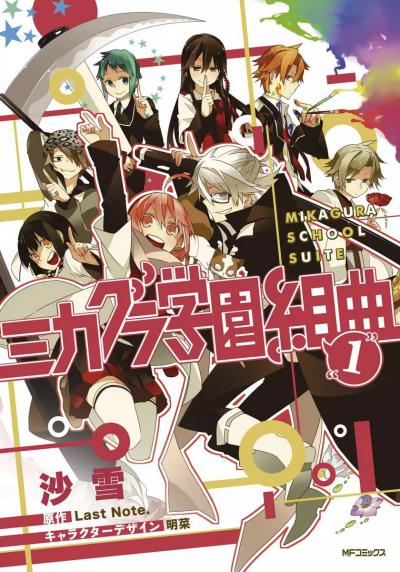 MIKAGURA
SCHOOL
SUITE
ミカグラ学園組曲
"1"
沙雪
原作 Last Note.
キャラクターデザイン 明菜
MFコミックス